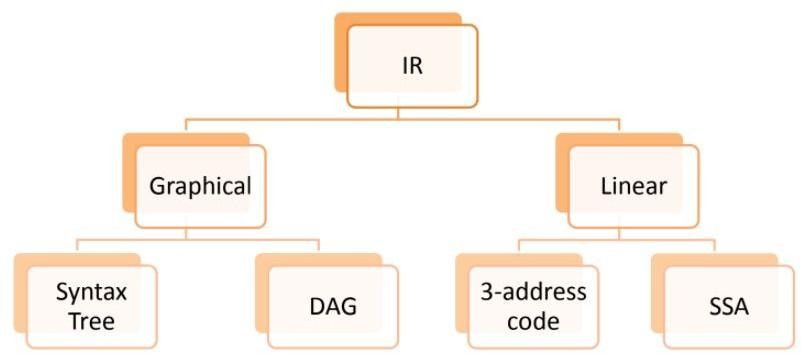 IR
Graphical
Linear
Syntax
Tree
DAG
3-address
code
SSA